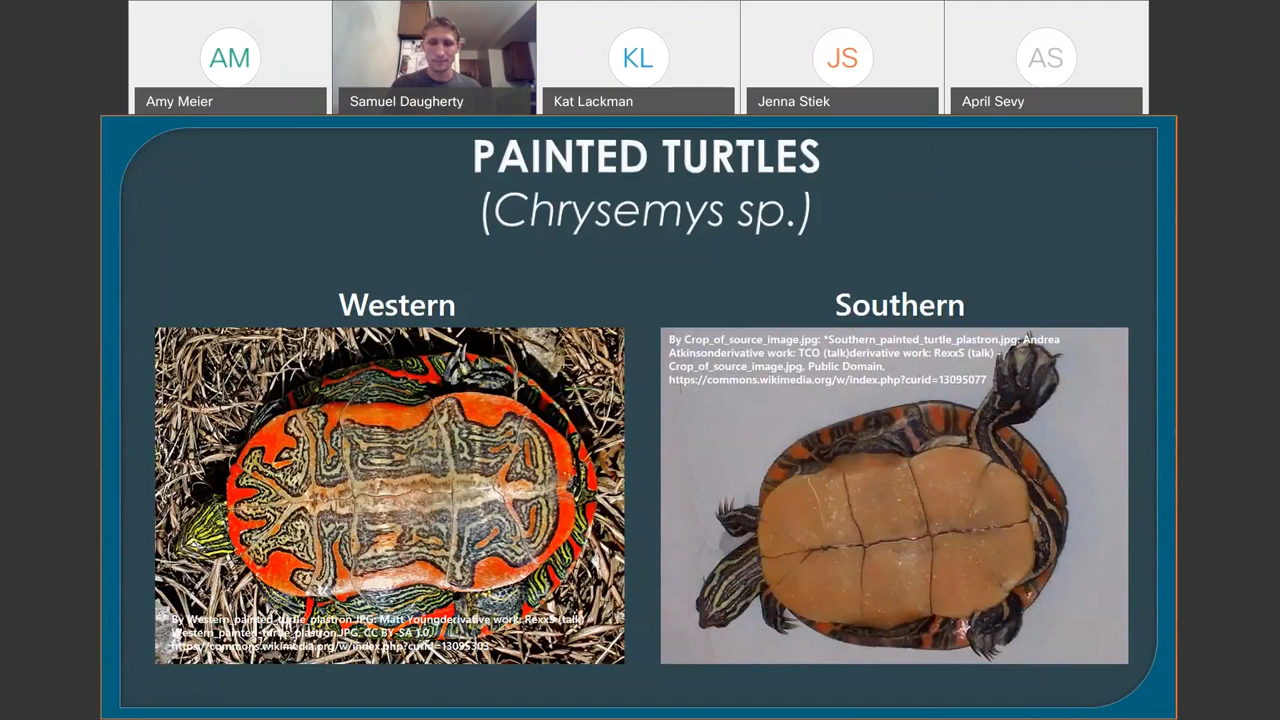 AM
KL
JS
AS
Amy Meier
Samuel Daugherty
Kat Lackman
Jenna Stiek
April Sevy
PAINTED TURTLES
(Chrysemys sp.)
Western
Southern
By Crop_of_source_image.jpg: *Southern_painted_turtle_plastron.jpg: Andrea
Atkinsonderivative work: TCO (talk)derivative work: RexxS (talk) -
Crop_of_source_image.jpg, Public Domain,
https://commons.wikimedia.org/w/index.php?curid=13095077
By Western_painted_turtle_plastron.JPG: Matt Youngderivative work: RexxS (talk) -
Western_painted_turtle_plastron.JPG, CC BY-SA 1.0,
https://commons.wikimedia.org/w/index.php?curid=13095303